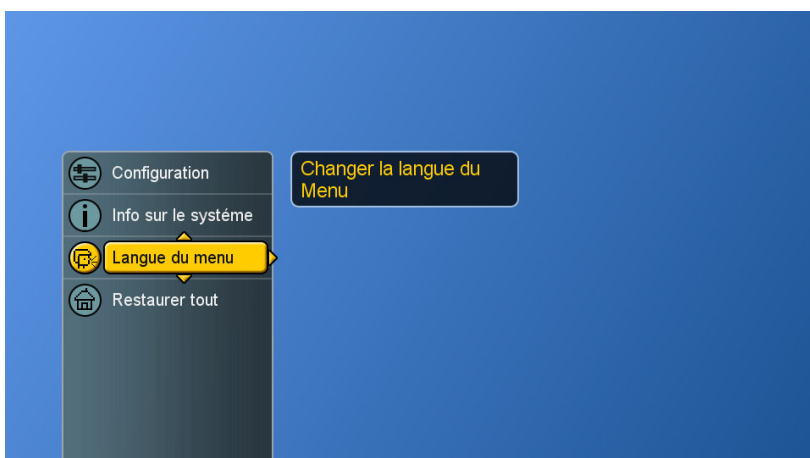 Configuration
Info sur le systéme
Langue du menu
Restaurer tout
Changer la langue du
Menu